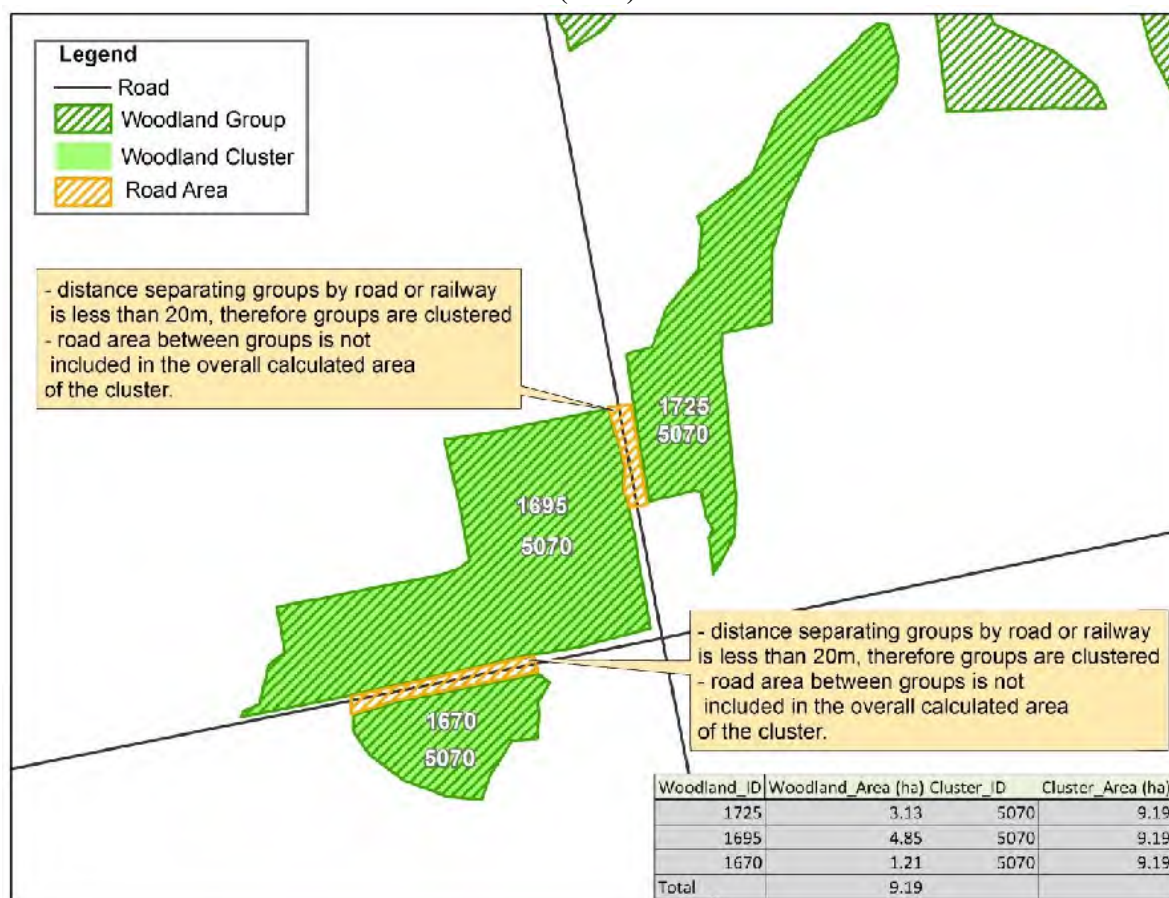 Legend
Road
Woodland Group
Woodland Cluster
Road Area
- distance separating groups by road or railway
is less than 20m, therefore groups are clustered
- road area between groups is not
included in the overall calculated area
of the cluster.
1725
5070
1695
5070
- distance separating groups by road or railway
is less than 20m, therefore groups are clustered
- road area between groups is not
included in the overall calculated area
of the cluster.
1670
5070
Woodland_ID Woodland_Area (ha) Cluster_ID Cluster_Area (ha)
1725 3.13 5070 9.19
1695 4.85 5070 9.19
1670 1.21 5070 9.19
Total 9.19